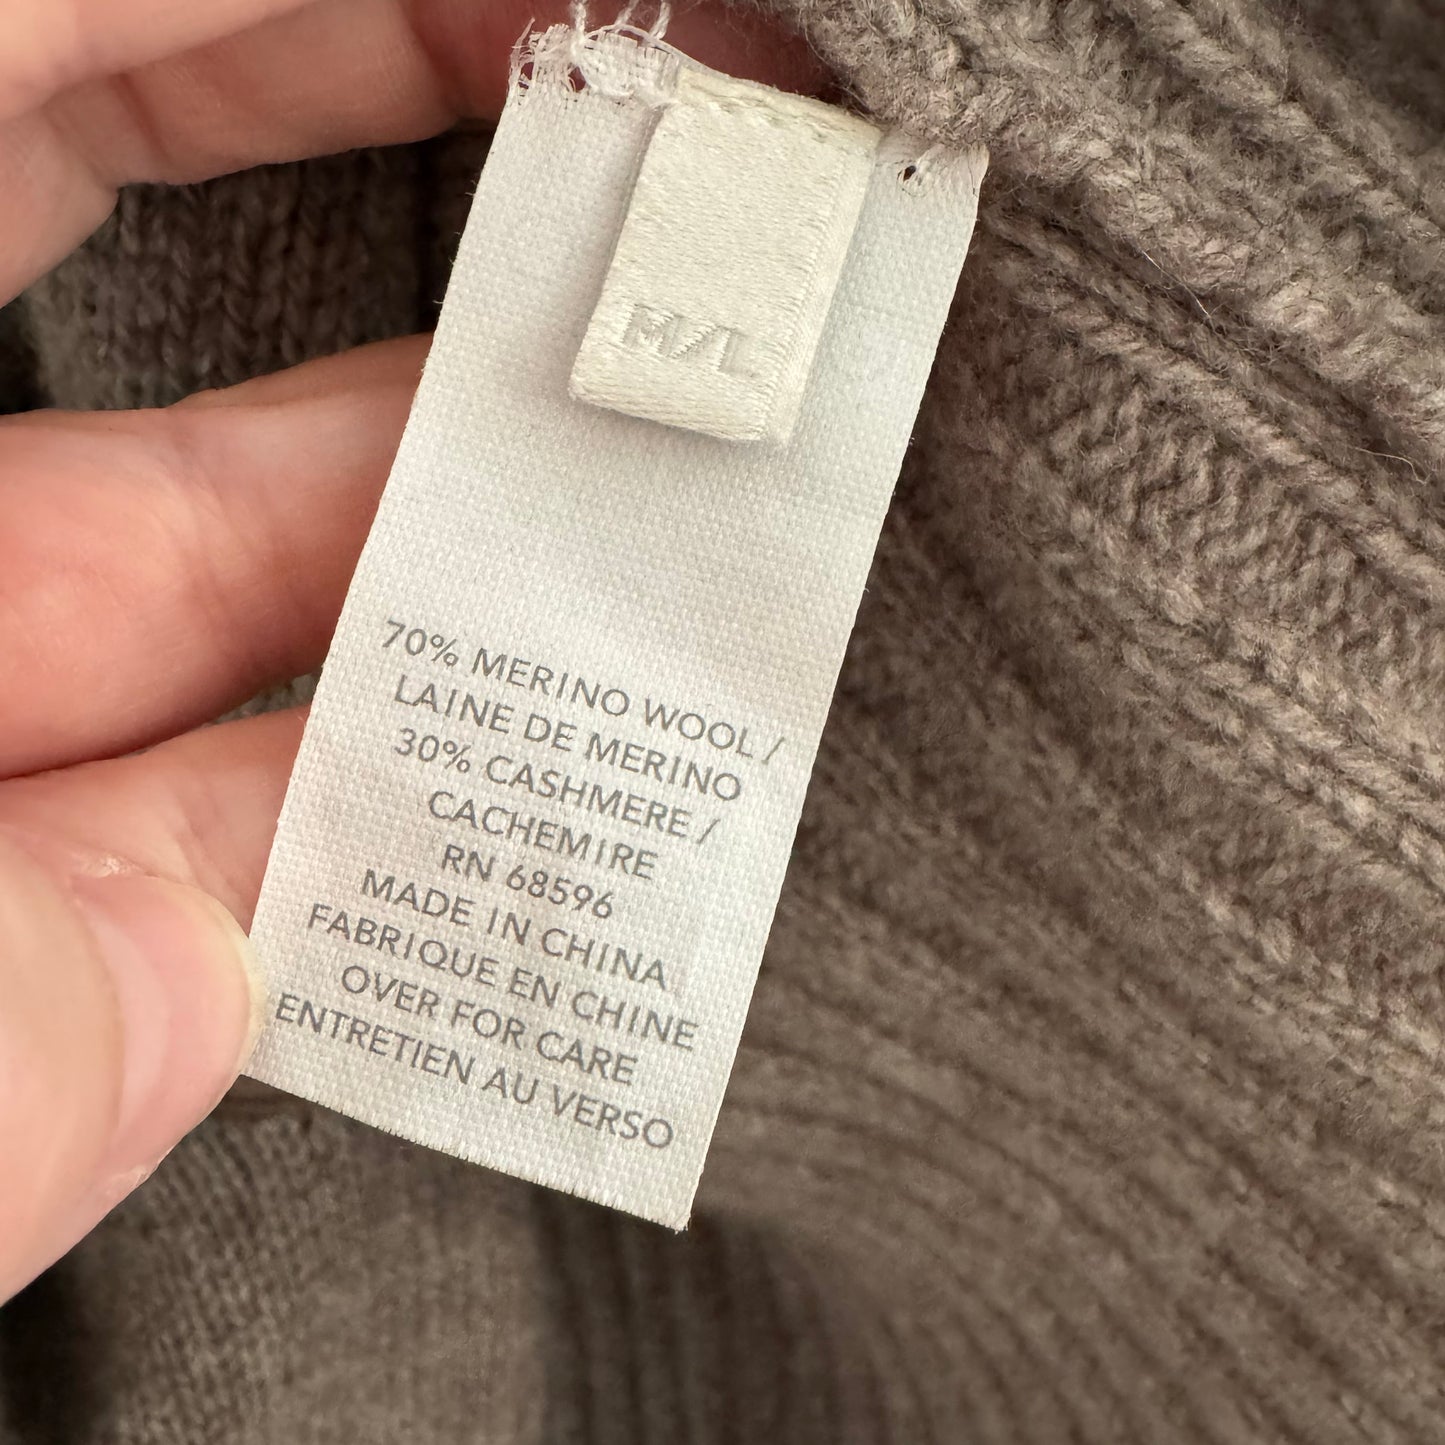 M/L
70% MERINO WOOL /
LAINE DE MERINO
30% CASHMERE /
CACHEMIRE
RN 68596
MADE IN CHINA
FABRIQUE EN CHINE
OVER FOR CARE
ENTRETIEN AU VERSO